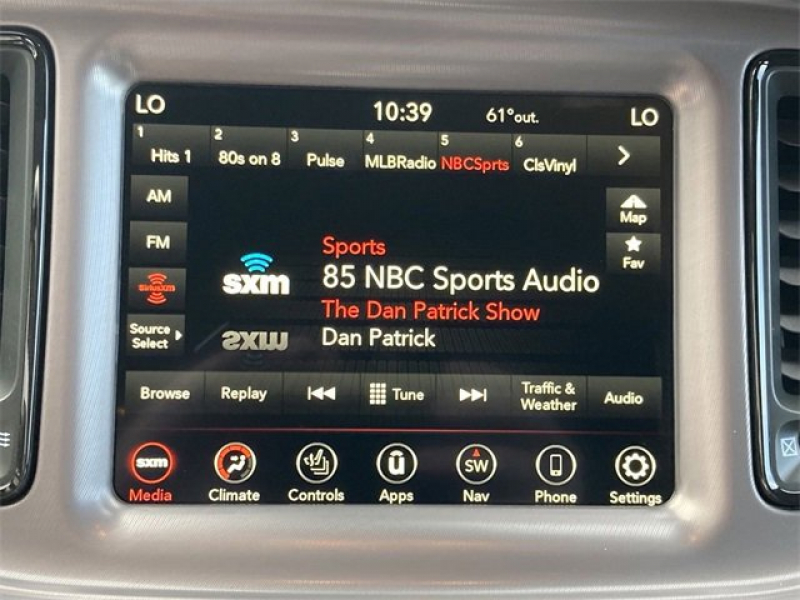 LO 10:39 61°out. LO
1 2 3 4 5 6
Hits 1 80s on 8 Pulse MLBRadio NBCSprts ClsVinyl
AM
Map
FM
Fav
Sports
sxm
85 NBC Sports Audio
siriusxm
The Dan Patrick Show
Source
Select
Dan Patrick
Browse Replay Tune Traffic &
Weather Audio
sxm SW
Media Climate Controls Apps Nav Phone Settings